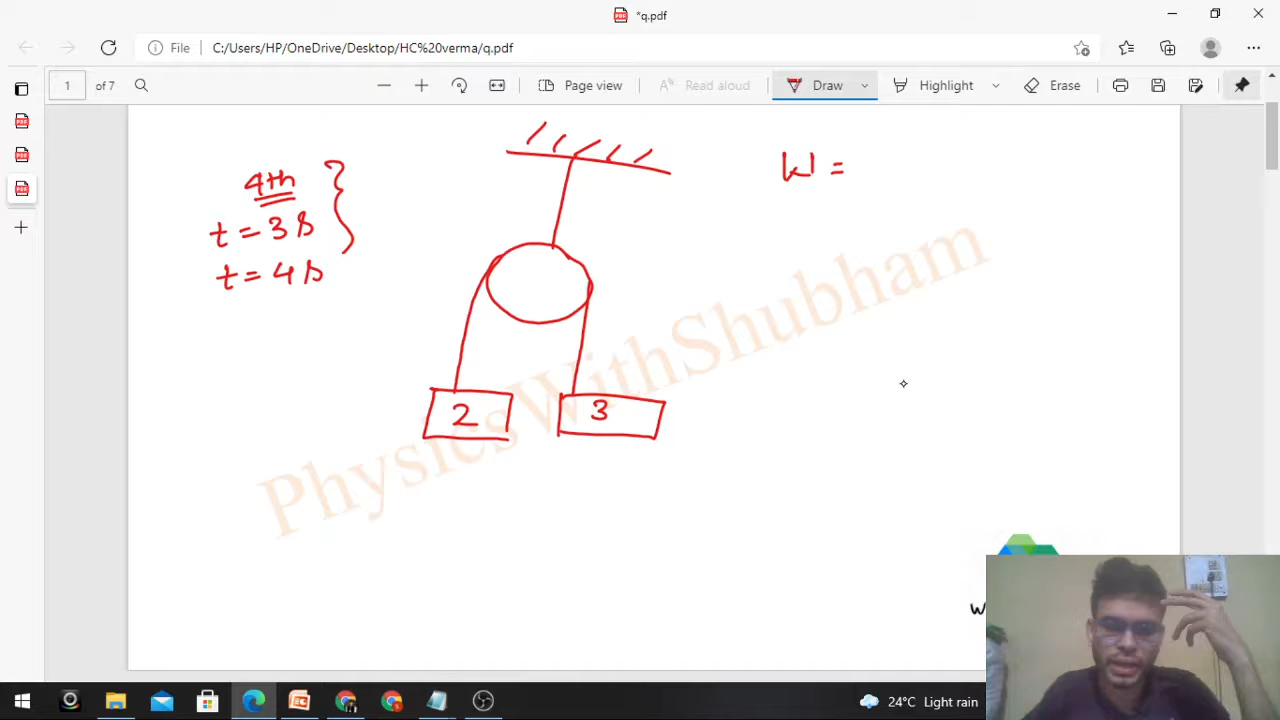 *q.pdf
File C:/Users/HP/OneDrive/Desktop/HC%20verma/q.pdf
1 of 7 Page view Read aloud Draw Highlight Erase
4th
t = 3s
t = 4s
W =
2 3
PhysicsWithShubham
24°C Light rain